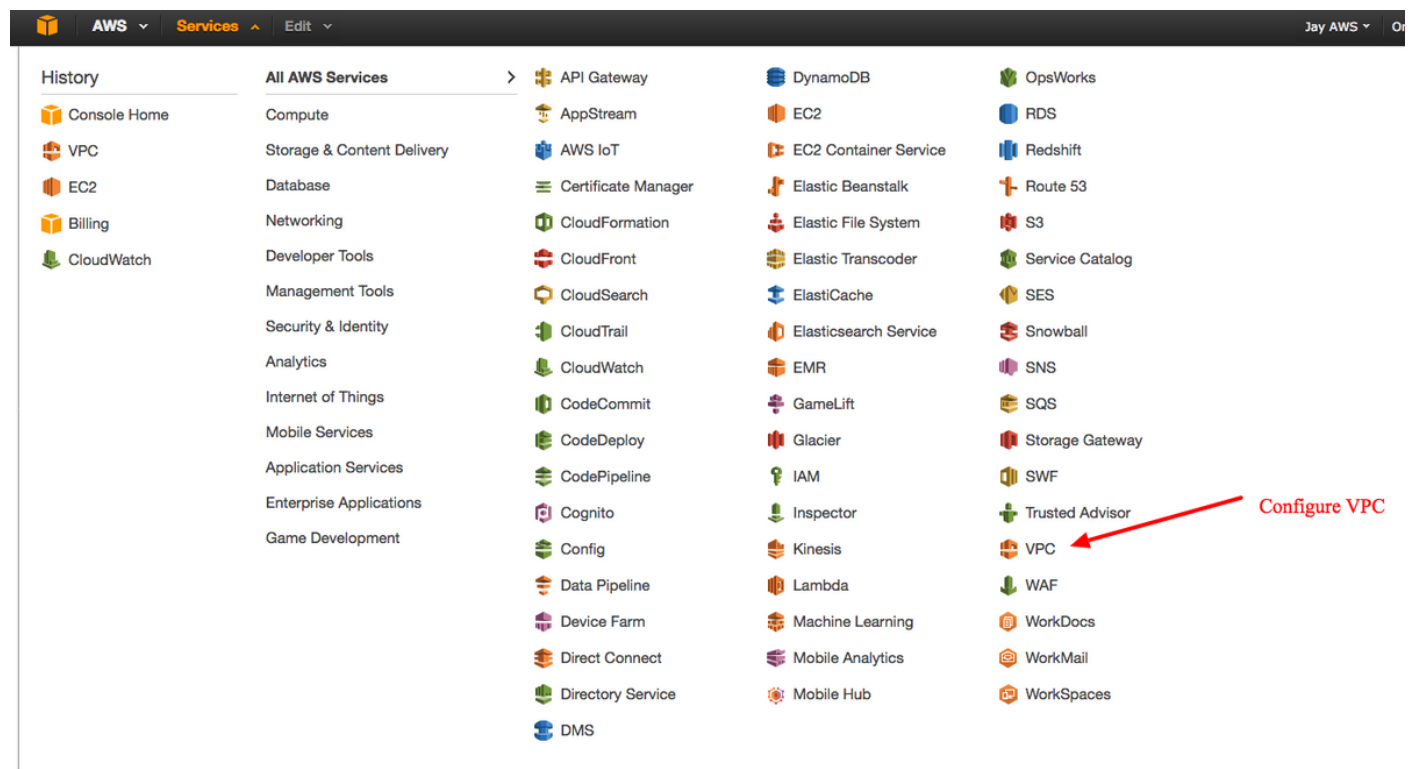 AWS Services Edit Jay AWS Or
History
Console Home
VPC
EC2
Billing
CloudWatch
All AWS Services
Compute
Storage & Content Delivery
Database
Networking
Developer Tools
Management Tools
Security & Identity
Analytics
Internet of Things
Mobile Services
Application Services
Enterprise Applications
Game Development
API Gateway
AppStream
AWS IoT
Certificate Manager
CloudFormation
CloudFront
CloudSearch
CloudTrail
CloudWatch
CodeCommit
CodeDeploy
CodePipeline
Cognito
Config
Data Pipeline
Device Farm
Direct Connect
Directory Service
DMS
DynamoDB
EC2
EC2 Container Service
Elastic Beanstalk
Elastic File System
Elastic Transcoder
ElastiCache
Elasticsearch Service
EMR
GameLift
Glacier
IAM
Inspector
Kinesis
Lambda
Machine Learning
Mobile Analytics
Mobile Hub
OpsWorks
RDS
Redshift
Route 53
S3
Service Catalog
SES
Snowball
SNS
SQS
Storage Gateway
SWF
Trusted Advisor
VPC
WAF
WorkDocs
WorkMail
WorkSpaces
Configure VPC